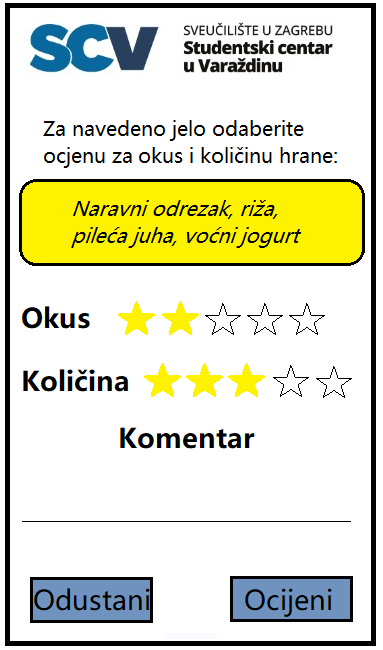 SCV
SVEUČILIŠTE U ZAGREBU
Studentski centar
u Varaždinu
Za navedeno jelo odaberite
ocjenu za okus i količinu hrane:
Naravni odrezak, riža,
pileća juha, voćni jogurt
Okus
Količina
Komentar
Odustani
Ocijeni